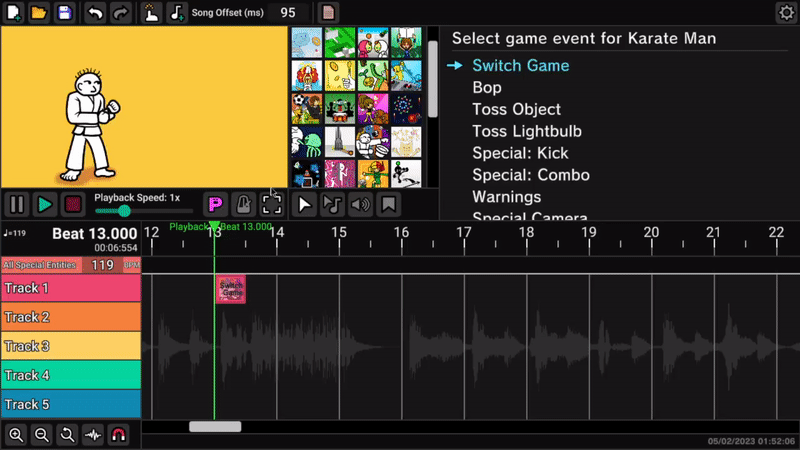 Song Offset (ms) 95
Select game event for Karate Man
Switch Game
Bop
Toss Object
Toss Lightbulb
Special: Kick
Special: Combo
Warnings
Special Camera
Playback Speed: 1x
P
♩=119
Beat 13.000
00:06:554
Playback Beat 13.000
12 13 14 15 16 17 18 19 20 21 22
All Special Entities 119 BPM
Track 1
Switch
Game
Track 2
Track 3
Track 4
Track 5
05/02/2023 01:52:06